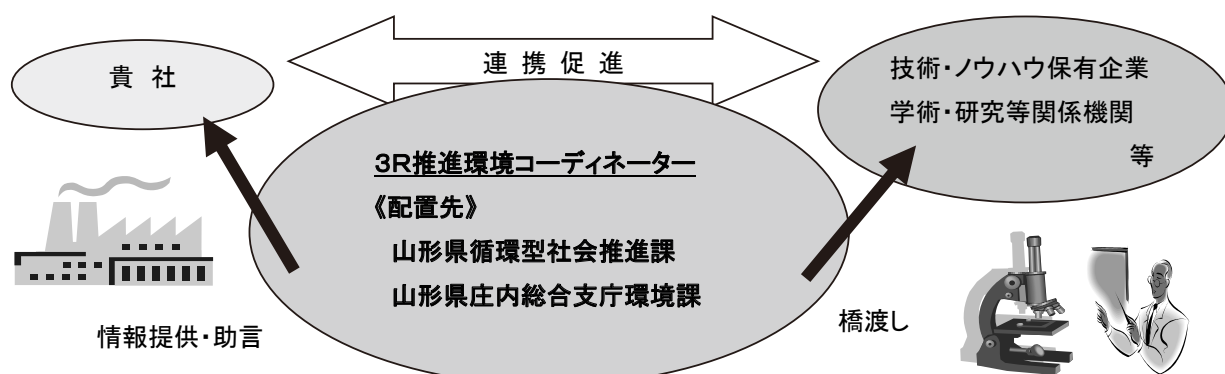 連携促進
貴社
技術・ノウハウ保有企業
学術・研究等関係機関
等
3R推進環境コーディネーター
《配置先》
山形県循環型社会推進課
山形県庄内総合支庁環境課
情報提供・助言
橋渡し